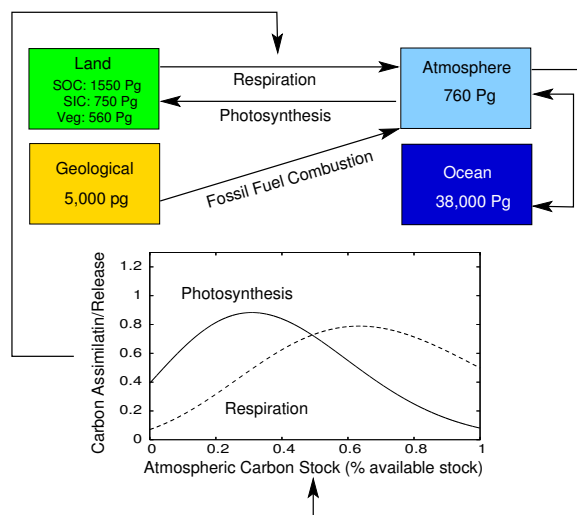 Land
SOC: 1550 Pg
SIC: 750 Pg
Veg: 560 Pg
Respiration
Photosynthesis
Atmosphere
760 Pg
Geological
5,000 pg
Fossil Fuel Combustion
Ocean
38,000 Pg
Carbon Assimilatin/Release
1.2
1
0.8
0.6
0.4
0.2
0
Photosynthesis
Respiration
0 0.2 0.4 0.6 0.8 1
Atmospheric Carbon Stock (% available stock)